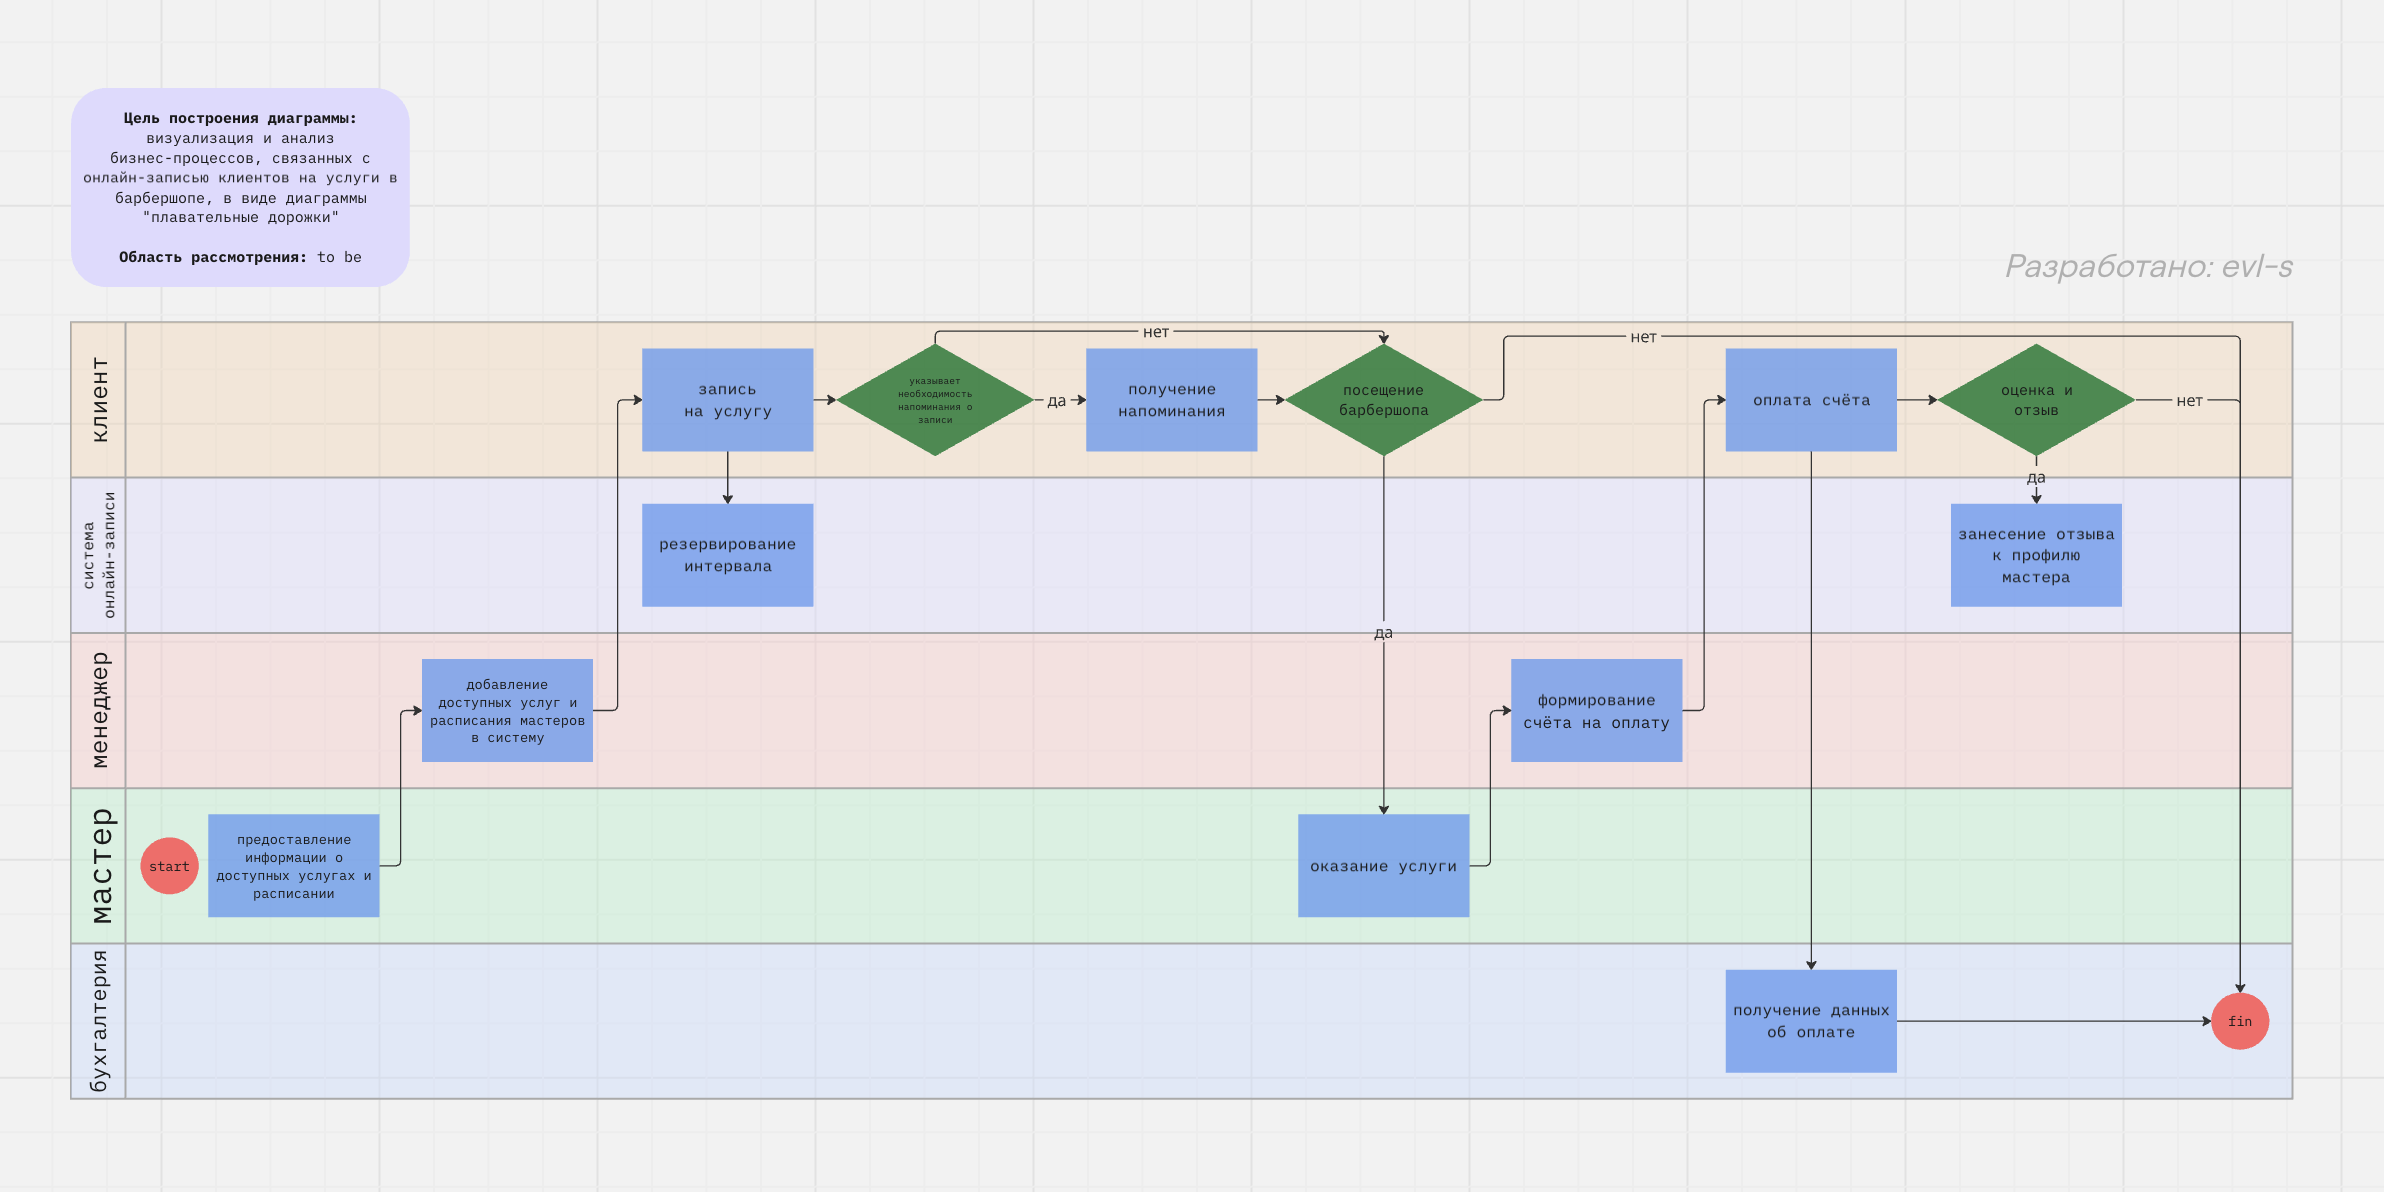 Цель построения диаграммы:
визуализация и анализ
бизнес-процессов, связанных с
онлайн-записью клиентов на услуги в
барбершопе, в виде диаграммы
"плавательные дорожки"
Область рассмотрения: to be
Разработано: evl-s
клиент
запись
на услугу
указывает
необходимость
напоминания о
записи
нет
да
получение
напоминания
посещение
барбершопа
нет
да
оплата счёта
оценка и
отзыв
нет
да
система
онлайн-записи
резервирование
интервала
занесение отзыва
к профилю
мастера
менеджер
добавление
доступных услуг и
расписания мастеров
в систему
формирование
счёта на оплату
мастер
start
предоставление
информации о
доступных услугах и
расписании
оказание услуги
бухгалтерия
получение данных
об оплате
fin